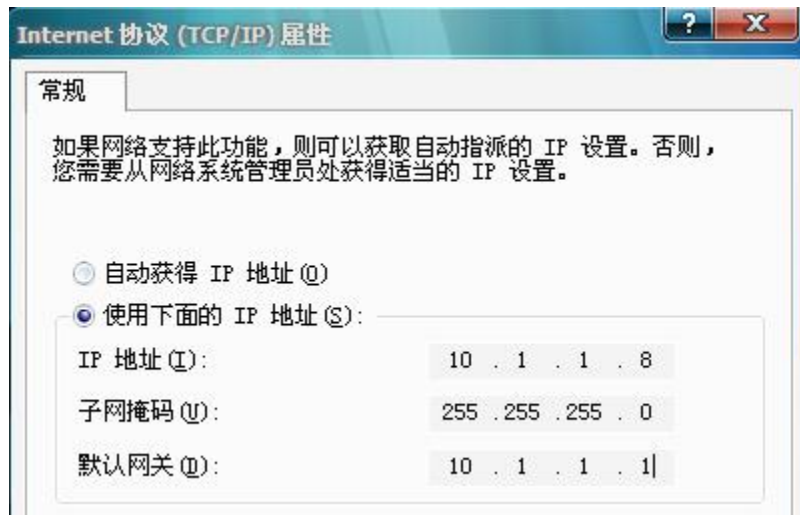 Internet 协议 (TCP/IP) 属性
?
X
常规
如果网络支持此功能，则可以获取自动指派的 IP 设置。否则，
您需要从网络系统管理员处获得适当的 IP 设置。
自动获得 IP 地址(O)
使用下面的 IP 地址(S):
IP 地址(I): 10 . 1 . 1 . 8
子网掩码(U): 255 .255 .255 . 0
默认网关(D): 10 . 1 . 1 . 1